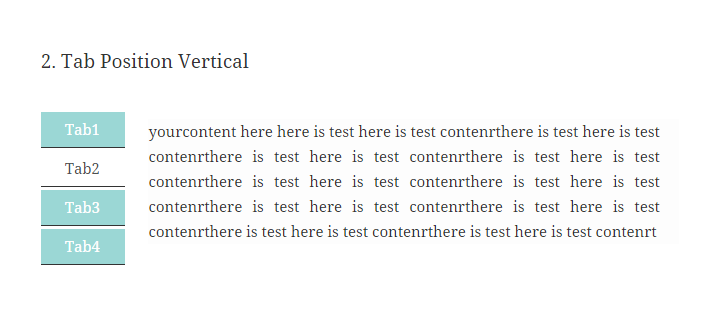 2. Tab Position Vertical
Tab1
Tab2
Tab3
Tab4
yourcontent here here is test here is test contenrthere is test here is test
contenrthere is test here is test contenrthere is test here is test
contenrthere is test here is test contenrthere is test here is test
contenrthere is test here is test contenrthere is test here is test
contenrthere is test here is test contenrthere is test here is test contenrt